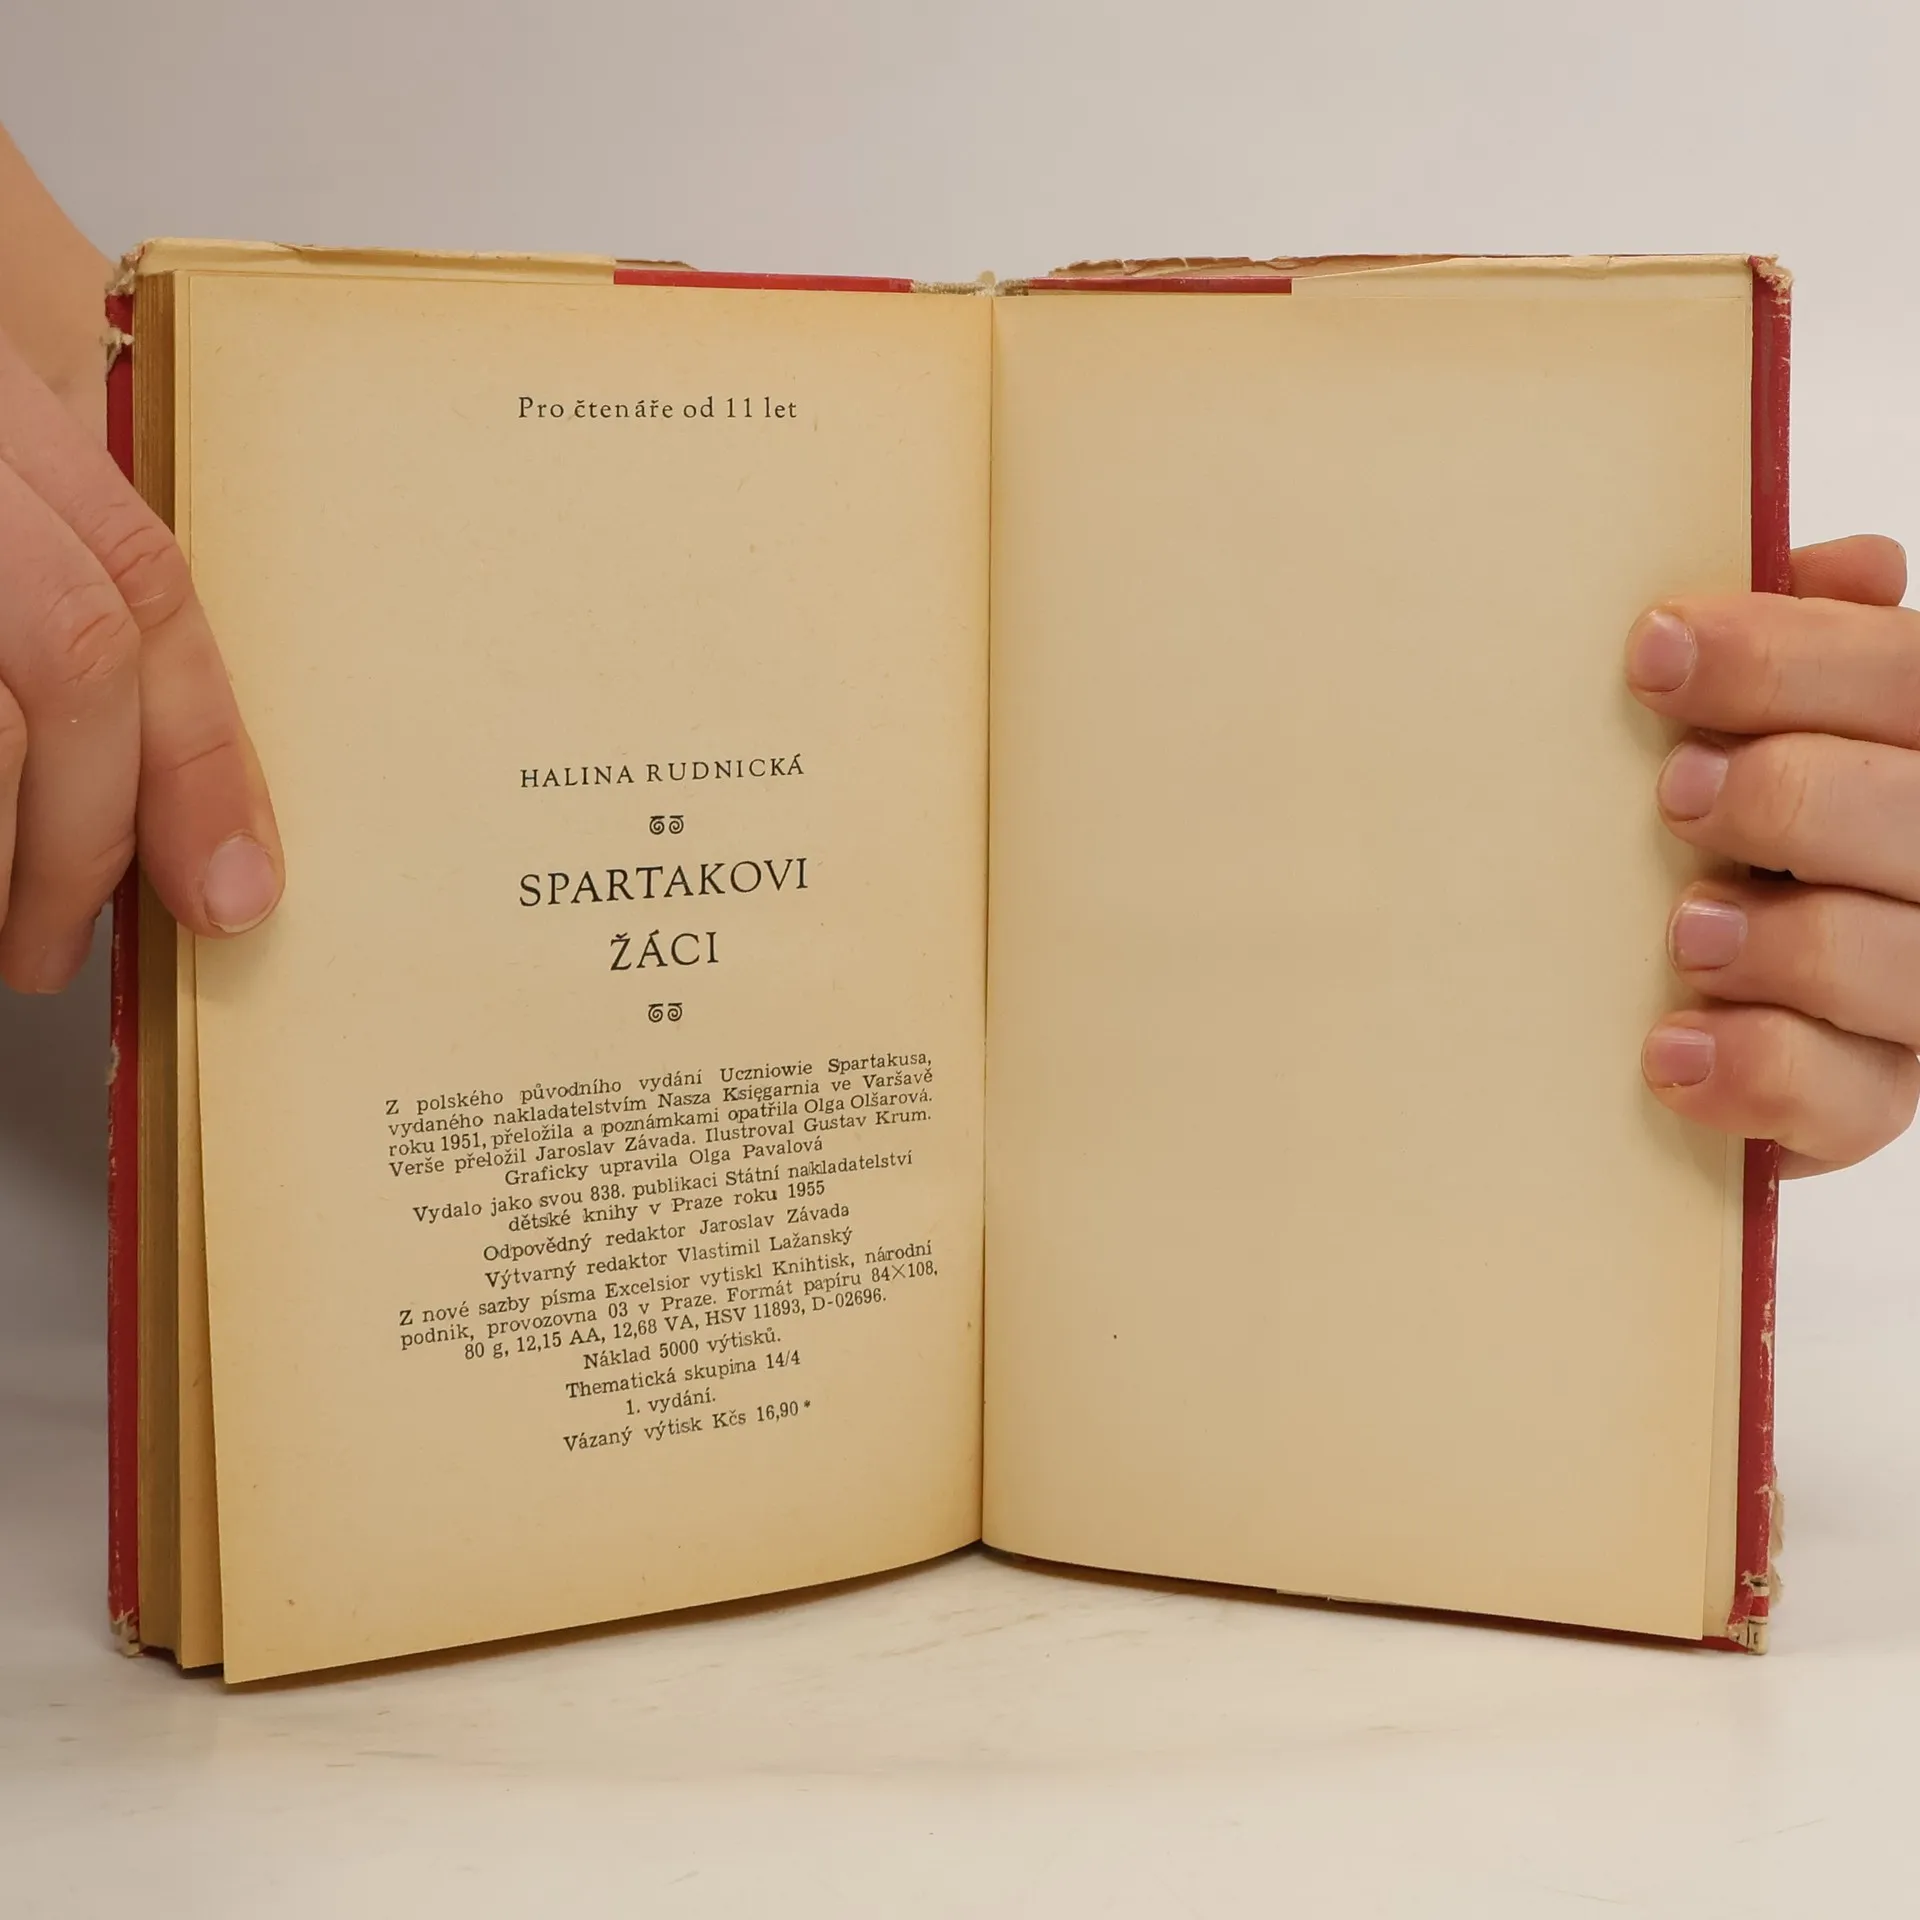 Pro čtenáře od 11 let
HALINA RUDNICKÁ
SPARTAKOVI
ŽÁCI
Z polského původního vydání Uczniowie Spartakusa,
vydaného nakladatelstvím Nasza Księgarnia ve Varšavě
roku 1951, přeložila a poznámkami opatřila Olga Olšarová.
Verše přeložil Jaroslav Závada. Ilustroval Gustav Krum.
Graficky upravila Olga Pavalová
Vydalo jako svou 838. publikaci Státní nakladatelství
dětské knihy v Praze roku 1955
Odpovědný redaktor Jaroslav Závada
Výtvarný redaktor Vlastimil Lažanský
Z nové sazby písma Excelsior vytiskl Knihtisk, národní
podnik, provozovna 03 v Praze. Formát papíru 84×108,
80 g, 12,15 AA, 12,68 VA, HSV 11893, D-02696.
Náklad 5000 výtisků.
Thematická skupina 14/4
1. vydání.
Vázaný výtisk Kčs 16,90 *